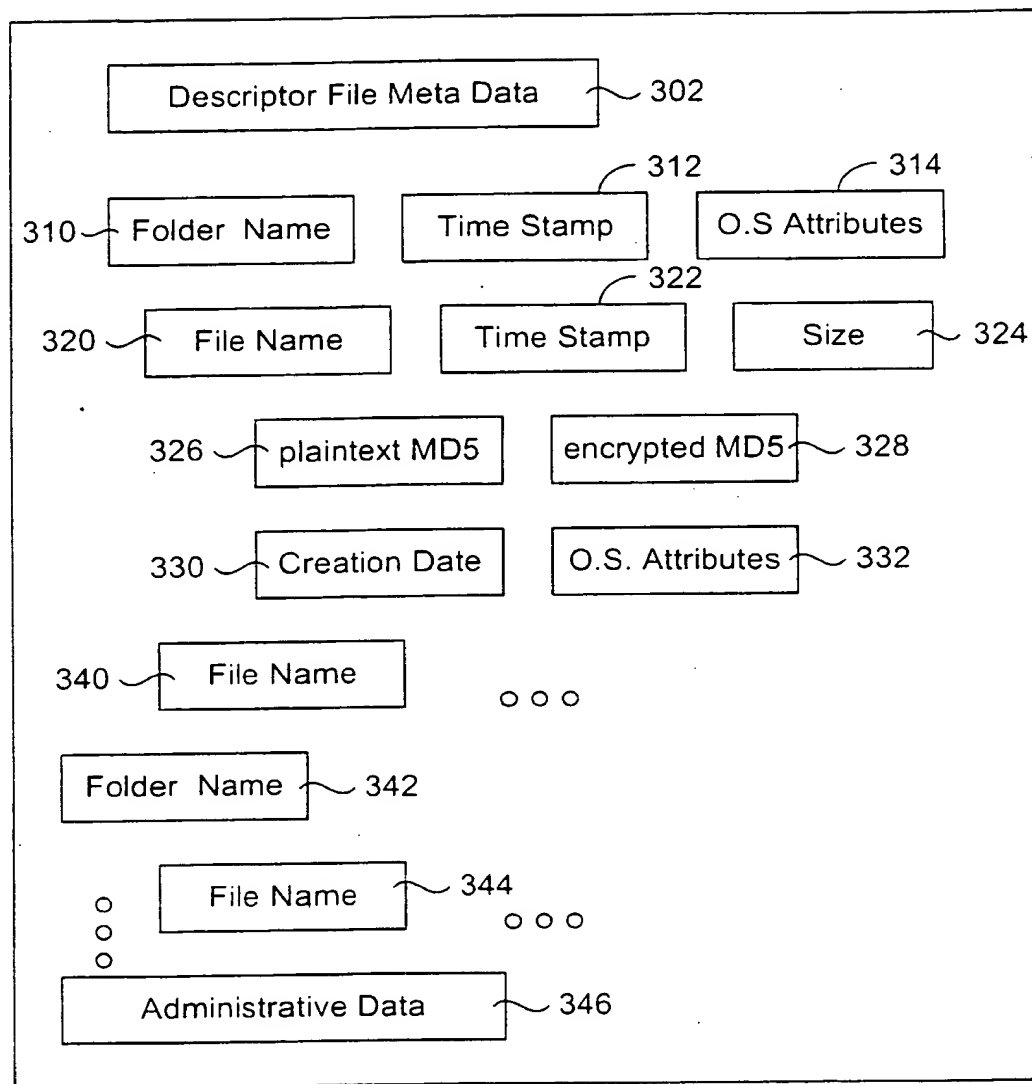 Descriptor File Meta Data 302
312 314
310 Folder Name Time Stamp O.S Attributes
322
320 File Name Time Stamp Size 324
326 plaintext MD5 encrypted MD5 328
330 Creation Date O.S. Attributes 332
340 File Name
Folder Name 342
File Name 344
Administrative Data 346